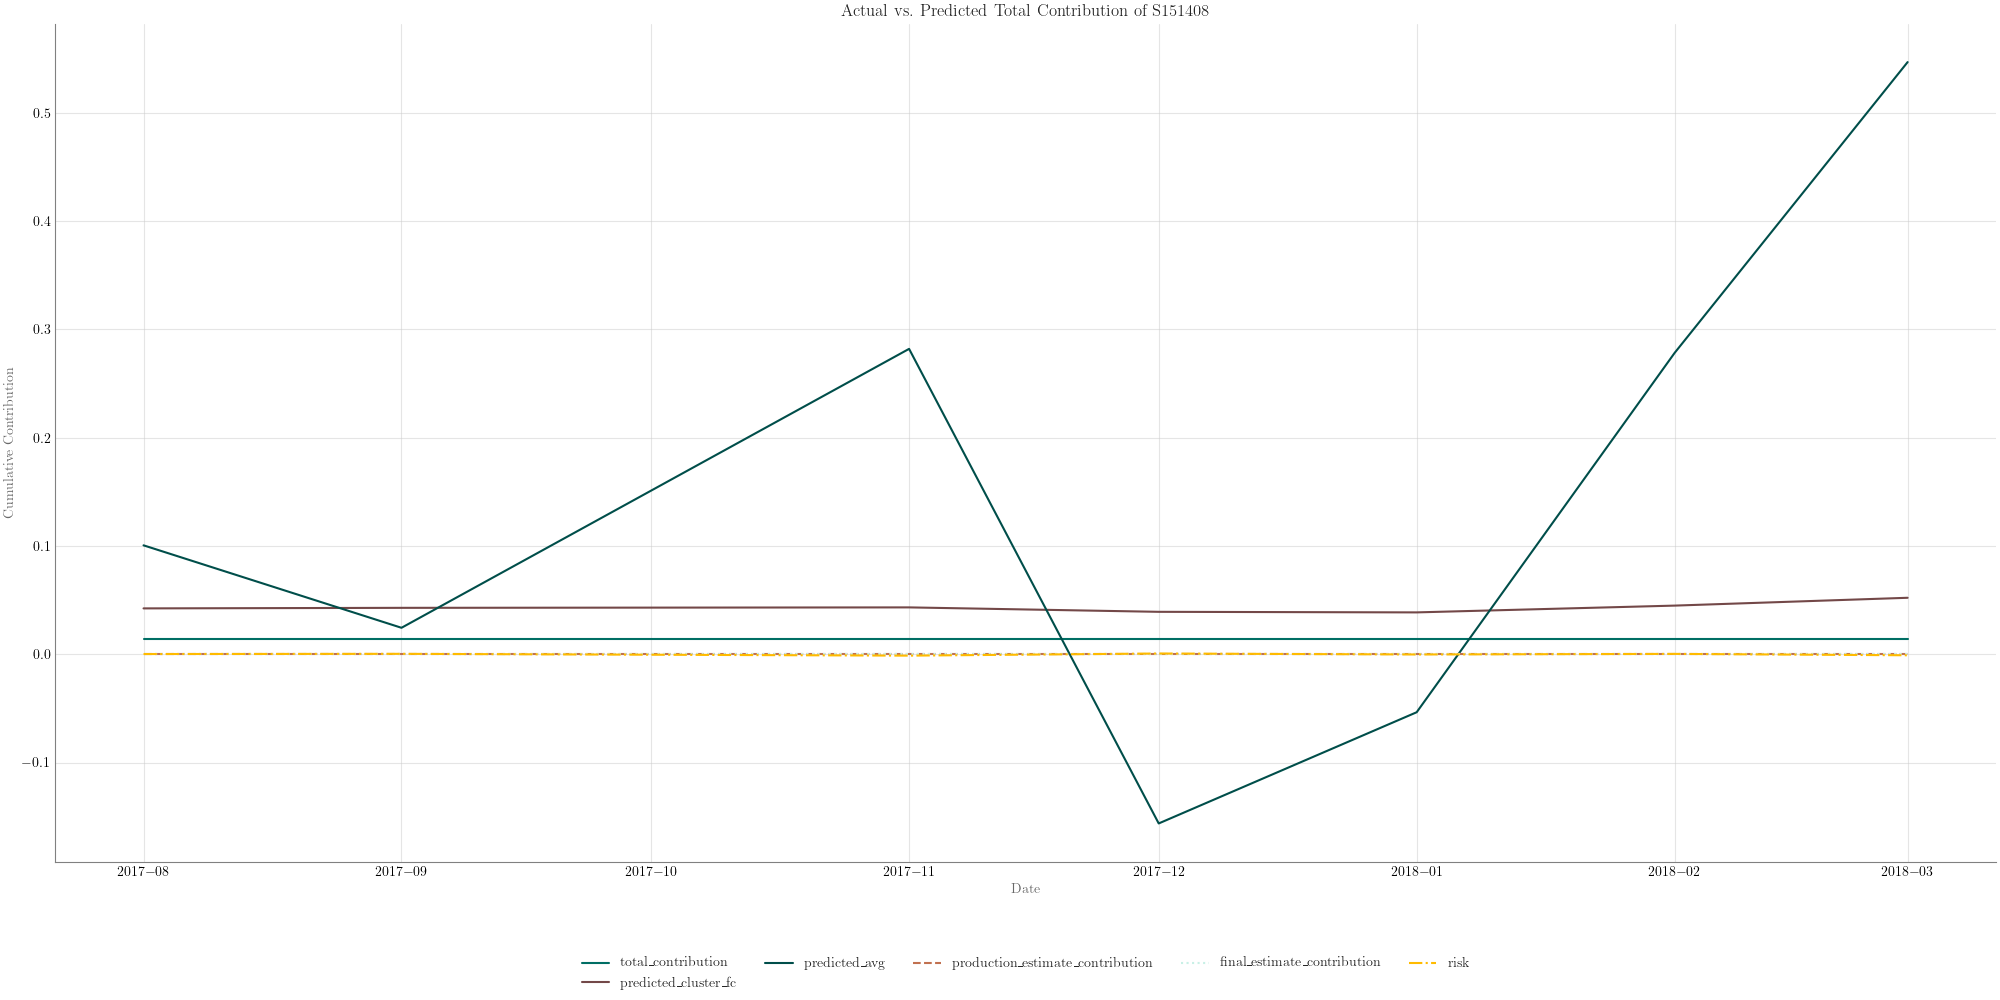 Actual vs. Predicted Total Contribution of S151408
Cumulative Contribution
0.5
0.4
0.3
0.2
0.1
0.0
−0.1
2017−08 2017−09 2017−10 2017−11 2017−12 2018−01 2018−02 2018−03
Date
total_contribution predicted_avg production_estimate_contribution final_estimate_contribution risk
predicted_cluster_fc